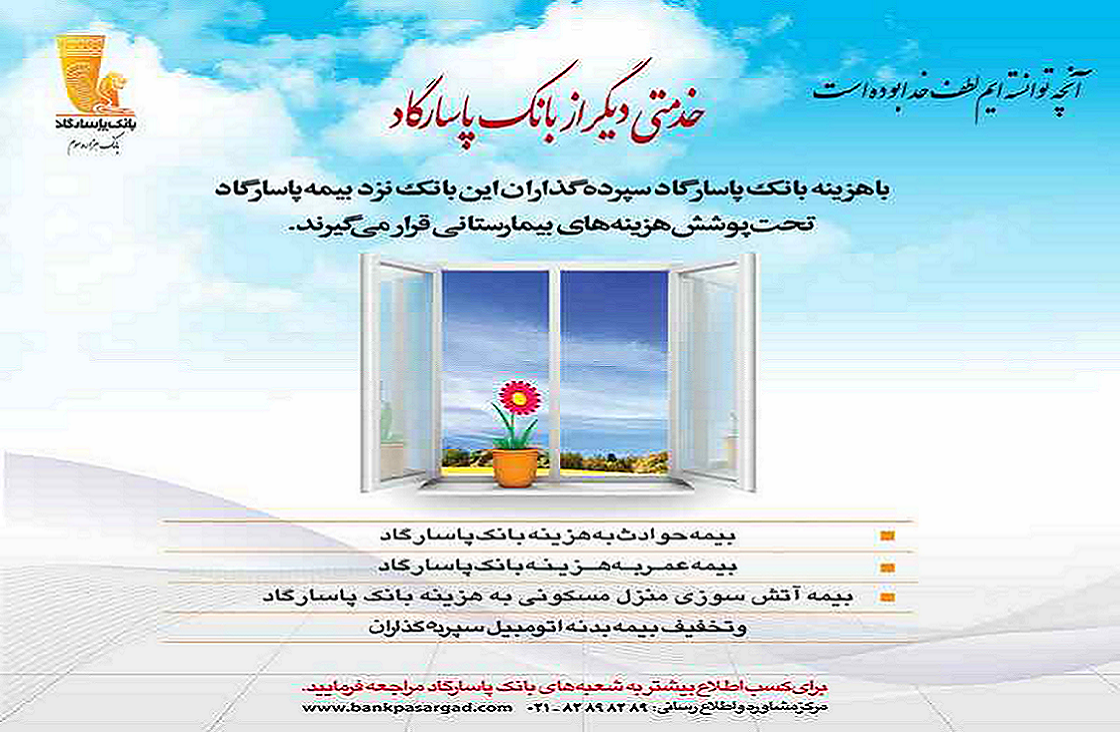 آنچه توانسته ایم لطف خدا بوده است
بانک پاسارگاد
بانک هزاره سوم
خدمتی دیگر از بانک پاسارگاد
با هزینه بانک پاسارگاد سپرده‌گذاران این بانک نزد بیمه پاسارگاد
تحت پوشش هزینه‌های بیمارستانی قرار می‌گیرند.
بیمه حوادث به هزینه بانک پاسارگاد
بیمه عمر به هزینه بانک پاسارگاد
بیمه آتش سوزی منزل مسکونی به هزینه بانک پاسارگاد
و تخفیف بیمه بدنه اتومبیل سپرده گذاران
برای کسب اطلاع بیشتر به شعبه‌های بانک پاسارگاد مراجعه فرمایید.
مرکز مشاوره و اطلاع رسانی: ۸۲۸۹۸۲۸۹-۰۲۱ www.bankpasargad.com